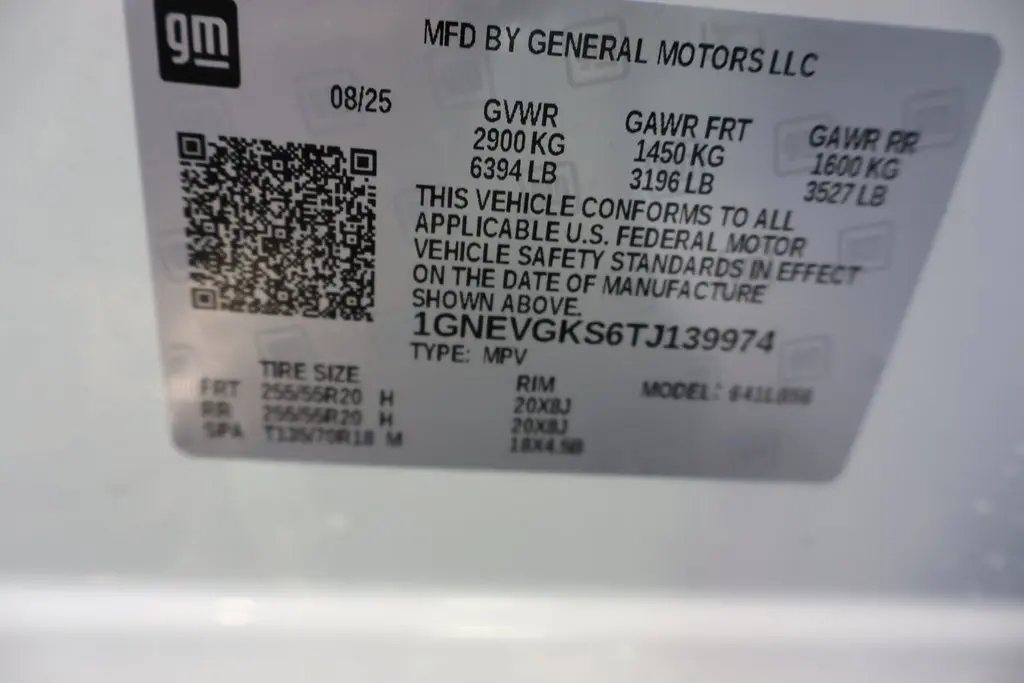 gm
MFD BY GENERAL MOTORS LLC
08/25
GVWR
2900 KG
6394 LB
GAWR FRT
1450 KG
3196 LB
GAWR RR
1600 KG
3527 LB
THIS VEHICLE CONFORMS TO ALL
APPLICABLE U.S. FEDERAL MOTOR
VEHICLE SAFETY STANDARDS IN EFFECT
ON THE DATE OF MANUFACTURE
SHOWN ABOVE.
1GNEVGKS6TJ139974
TYPE: MPV
TIRE SIZE
RIM
MODEL:
FRT 255/55R20 H 20X8J
RR 255/55R20 H 20X8J
SPA T135/70R18 M 18X4.5B